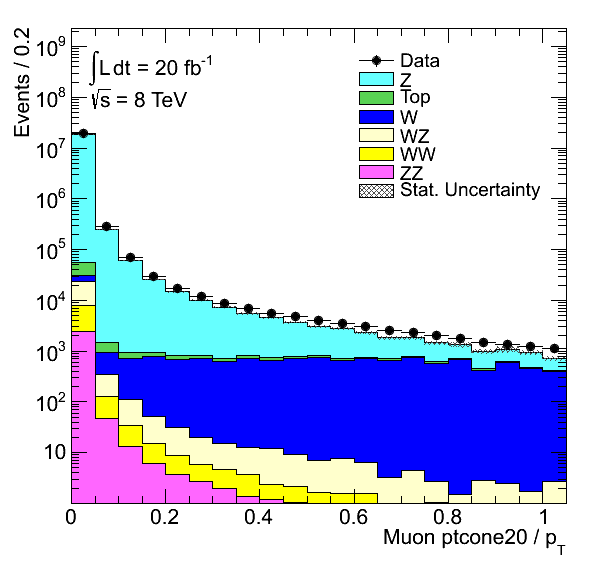 Events / 0.2
10⁹
10⁸
10⁷
10⁶
10⁵
10⁴
10³
10²
10
∫L dt = 20 fb⁻¹
√s = 8 TeV
Data
Z
Top
W
WZ
WW
ZZ
Stat. Uncertainty
0 0.2 0.4 0.6 0.8 1
Muon ptcone20 / p_T